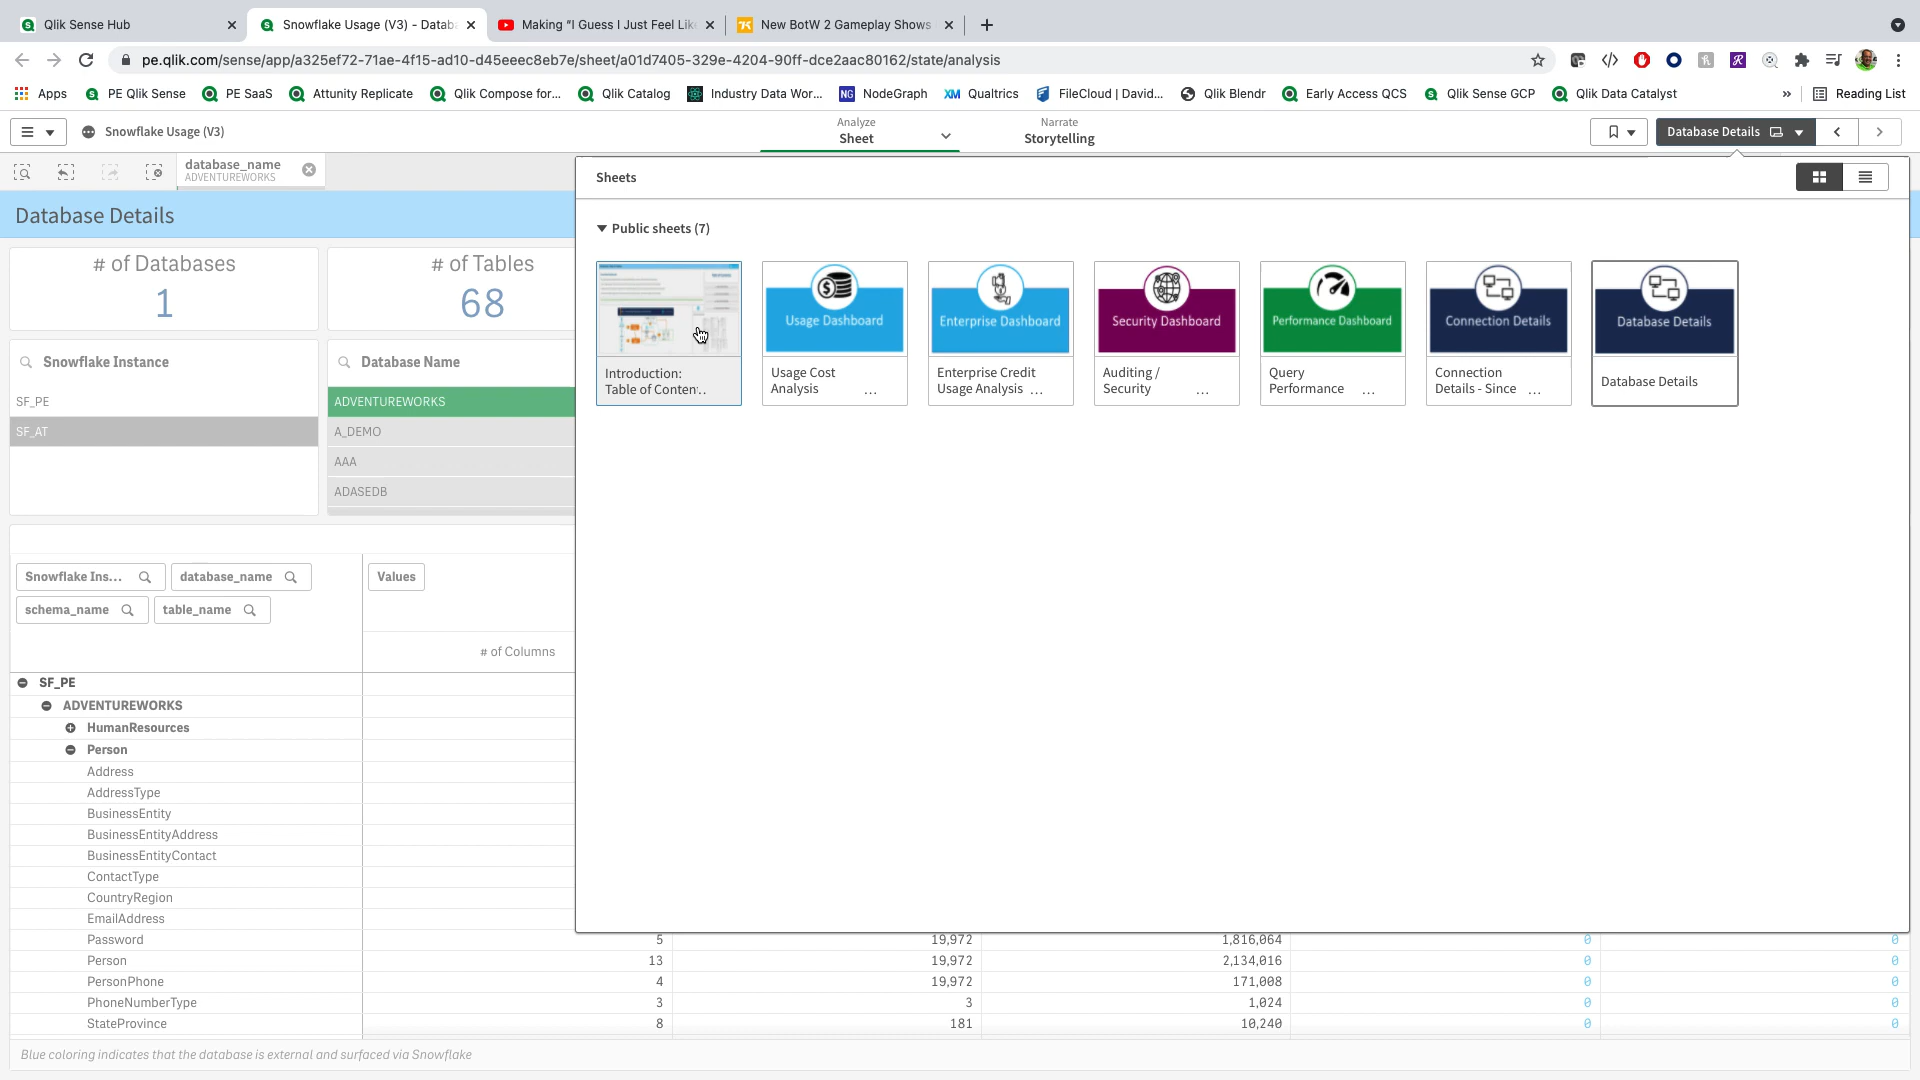 Qlik Sense Hub
Snowflake Usage (V3) - Databa
Making "I Guess I Just Feel Lik
New BotW 2 Gameplay Shows
pe.qlik.com/sense/app/a325ef72-71ae-4f15-ad10-d45eeec8eb7e/sheet/a01d7405-329e-4204-90ff-dce2aac80162/state/analysis
Apps
PE Qlik Sense
PE SaaS
Attunity Replicate
Qlik Compose for...
Qlik Catalog
Industry Data Wor...
NodeGraph
Qualtrics
FileCloud | David...
Qlik Blendr
Early Access QCS
Qlik Sense GCP
Qlik Data Catalyst
»
Reading List
Snowflake Usage (V3)
Analyze
Sheet
Narrate
Storytelling
Database Details
database_name
ADVENTUREWORKS
Database Details
# of Databases
1
# of Tables
68
Snowflake Instance
SF_PE
SF_AT
Database Name
ADVENTUREWORKS
A_DEMO
AAA
ADASEDB
Sheets
Public sheets (7)
Introduction:
Table of Conten..
Usage Dashboard
Usage Cost
Analysis ...
Enterprise Dashboard
Enterprise Credit
Usage Analysis ...
Security Dashboard
Auditing /
Security ...
Performance Dashboard
Query
Performance ...
Connection Details
Connection
Details - Since ...
Database Details
Database Details
Snowflake Ins...
database_name
schema_name
table_name
Values
# of Columns
SF_PE
ADVENTUREWORKS
HumanResources
Person
Address
AddressType
BusinessEntity
BusinessEntityAddress
BusinessEntityContact
ContactType
CountryRegion
EmailAddress
Password 5 19,972 1,816,064 0 0
Person 13 19,972 2,134,016 0 0
PersonPhone 4 19,972 171,008 0 0
PhoneNumberType 3 3 1,024 0 0
StateProvince 8 181 10,240 0 0
Blue coloring indicates that the database is external and surfaced via Snowflake